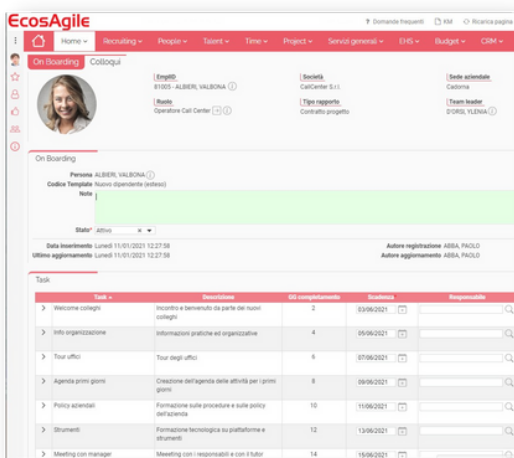 EcosAgile
? Domande frequenti KM Ricarica pagina
Home Recruiting People Talent Time Project Servizi generali EHS Budget CRM
On Boarding Colloqui
EmplID Società Sede aziendale
81005 - ALBIERI, VALBONA CallCenter S.r.l. Cadorna
Ruolo Tipo rapporto Team leader
Operatore Call Center Contratto progetto D'ORSI, YLENIA
On Boarding
Persona ALBIERI, VALBONA
Codice Template Nuovo dipendente (esteso)
Note
Stato* Attivo x
Data inserimento Lunedì 11/01/2021 12:27:58 Autore registrazione ABBA, PAOLO
Ultimo aggiornamento Lunedì 11/01/2021 12:27:58 Autore aggiornamento ABBA, PAOLO
Task
Task Descrizione GG completamento Scadenza* Responsabile
Welcome colleghi Incontro e benvenuto da parte dei nuovi 2 03/06/2021
colleghi
Info organizzazione Informazioni pratiche ed organizzative 4 05/06/2021
Tour uffici Tour degli uffici 6 07/06/2021
Agenda primi giorni Creazione dell'agenda delle attività per i primi 8 09/06/2021
giorni
Policy aziendali Formazione sulle procedure e sulle policy 10 11/06/2021
dell'azienda
Strumenti Formazione tecnologica su piattaforme e 12 13/06/2021
strumenti
Meeting con manager Meeeting con i responsabili e con il tutor 14 15/06/2021